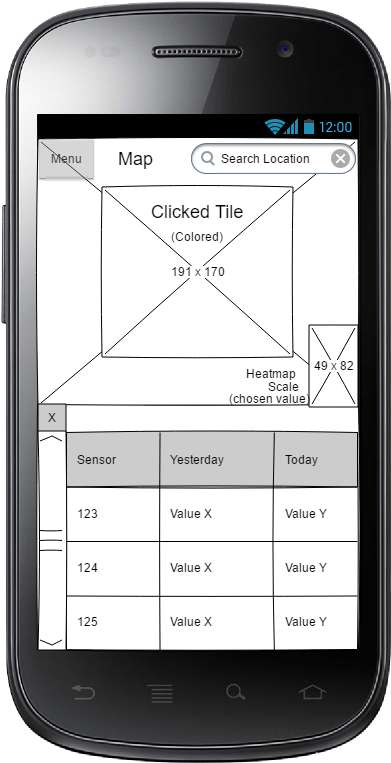 12:00
Menu
Map
Search Location
Clicked Tile
(Colored)
191 x 170
49 x 82
Heatmap
Scale
(chosen value)
X
Sensor Yesterday Today
123 Value X Value Y
124 Value X Value Y
125 Value X Value Y